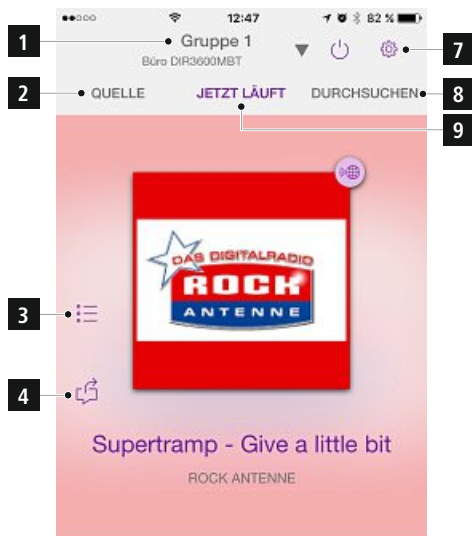 12:47
82 %
1
Gruppe 1
Büro DIR3600MBT
7
2
QUELLE
JETZT LÄUFT
DURCHSUCHEN
8
9
DAS DIGITALRADIO
ROCK
ANTENNE
3
4
Supertramp - Give a little bit
ROCK ANTENNE